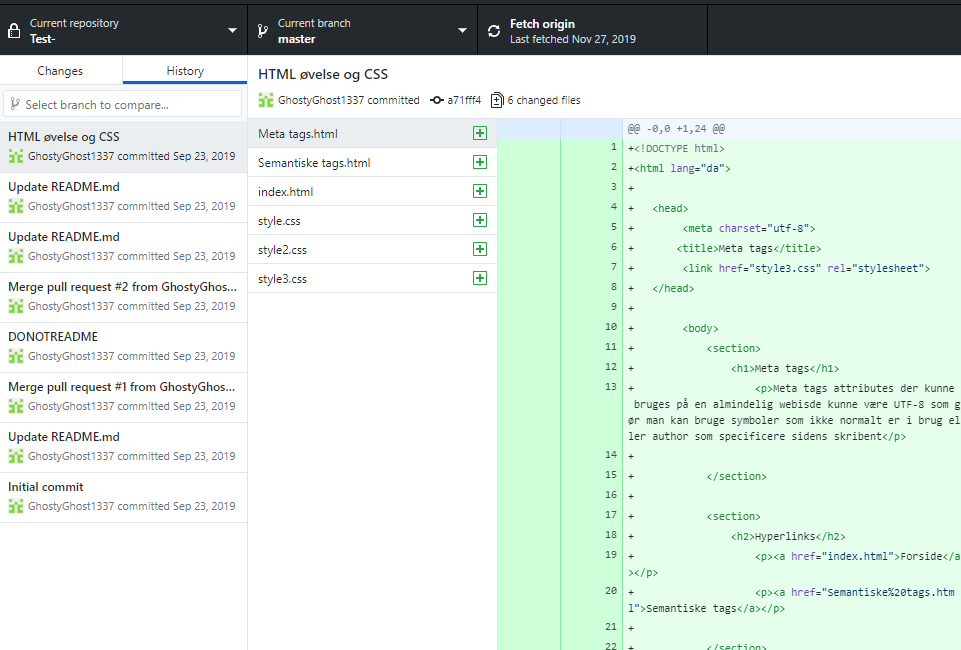 Current repository
Test-
Current branch
master
Fetch origin
Last fetched Nov 27, 2019
Changes
History
Select branch to compare...
HTML øvelse og CSS
GhostyGhost1337 committed Sep 23, 2019
Update README.md
GhostyGhost1337 committed Sep 23, 2019
Update README.md
GhostyGhost1337 committed Sep 23, 2019
Merge pull request #2 from GhostyGhos...
GhostyGhost1337 committed Sep 23, 2019
DONOTREADME
GhostyGhost1337 committed Sep 23, 2019
Merge pull request #1 from GhostyGhos...
GhostyGhost1337 committed Sep 23, 2019
Update README.md
GhostyGhost1337 committed Sep 23, 2019
Initial commit
GhostyGhost1337 committed Sep 23, 2019
HTML øvelse og CSS
GhostyGhost1337 committed a71fff4 6 changed files
Meta tags.html
Semantiske tags.html
index.html
style.css
style2.css
style3.css
@@ -0,0 +1,24 @@
1 +<!DOCTYPE html>
2 +<html lang="da">
3 +
4 + <head>
5 + <meta charset="utf-8">
6 + <title>Meta tags</title>
7 + <link href="style3.css" rel="stylesheet">
8 + </head>
9 +
10 + <body>
11 + <section>
12 + <h1>Meta tags</h1>
13 + <p>Meta tags attributes der kunne
bruges på en almindelig webisde kunne være UTF-8 som g
ør man kan bruge symboler som ikke normalt er i brug el
ler author som specificere sidens skribent</p>
14 +
15 + </section>
16 +
17 + <section>
18 + <h2>Hyperlinks</h2>
19 + <p><a href="index.html">Forside</a
></p>
20 + <p><a href="Semantiske%20tags.htm
l">Semantiske tags</a></p>
21 +
22 + </section>